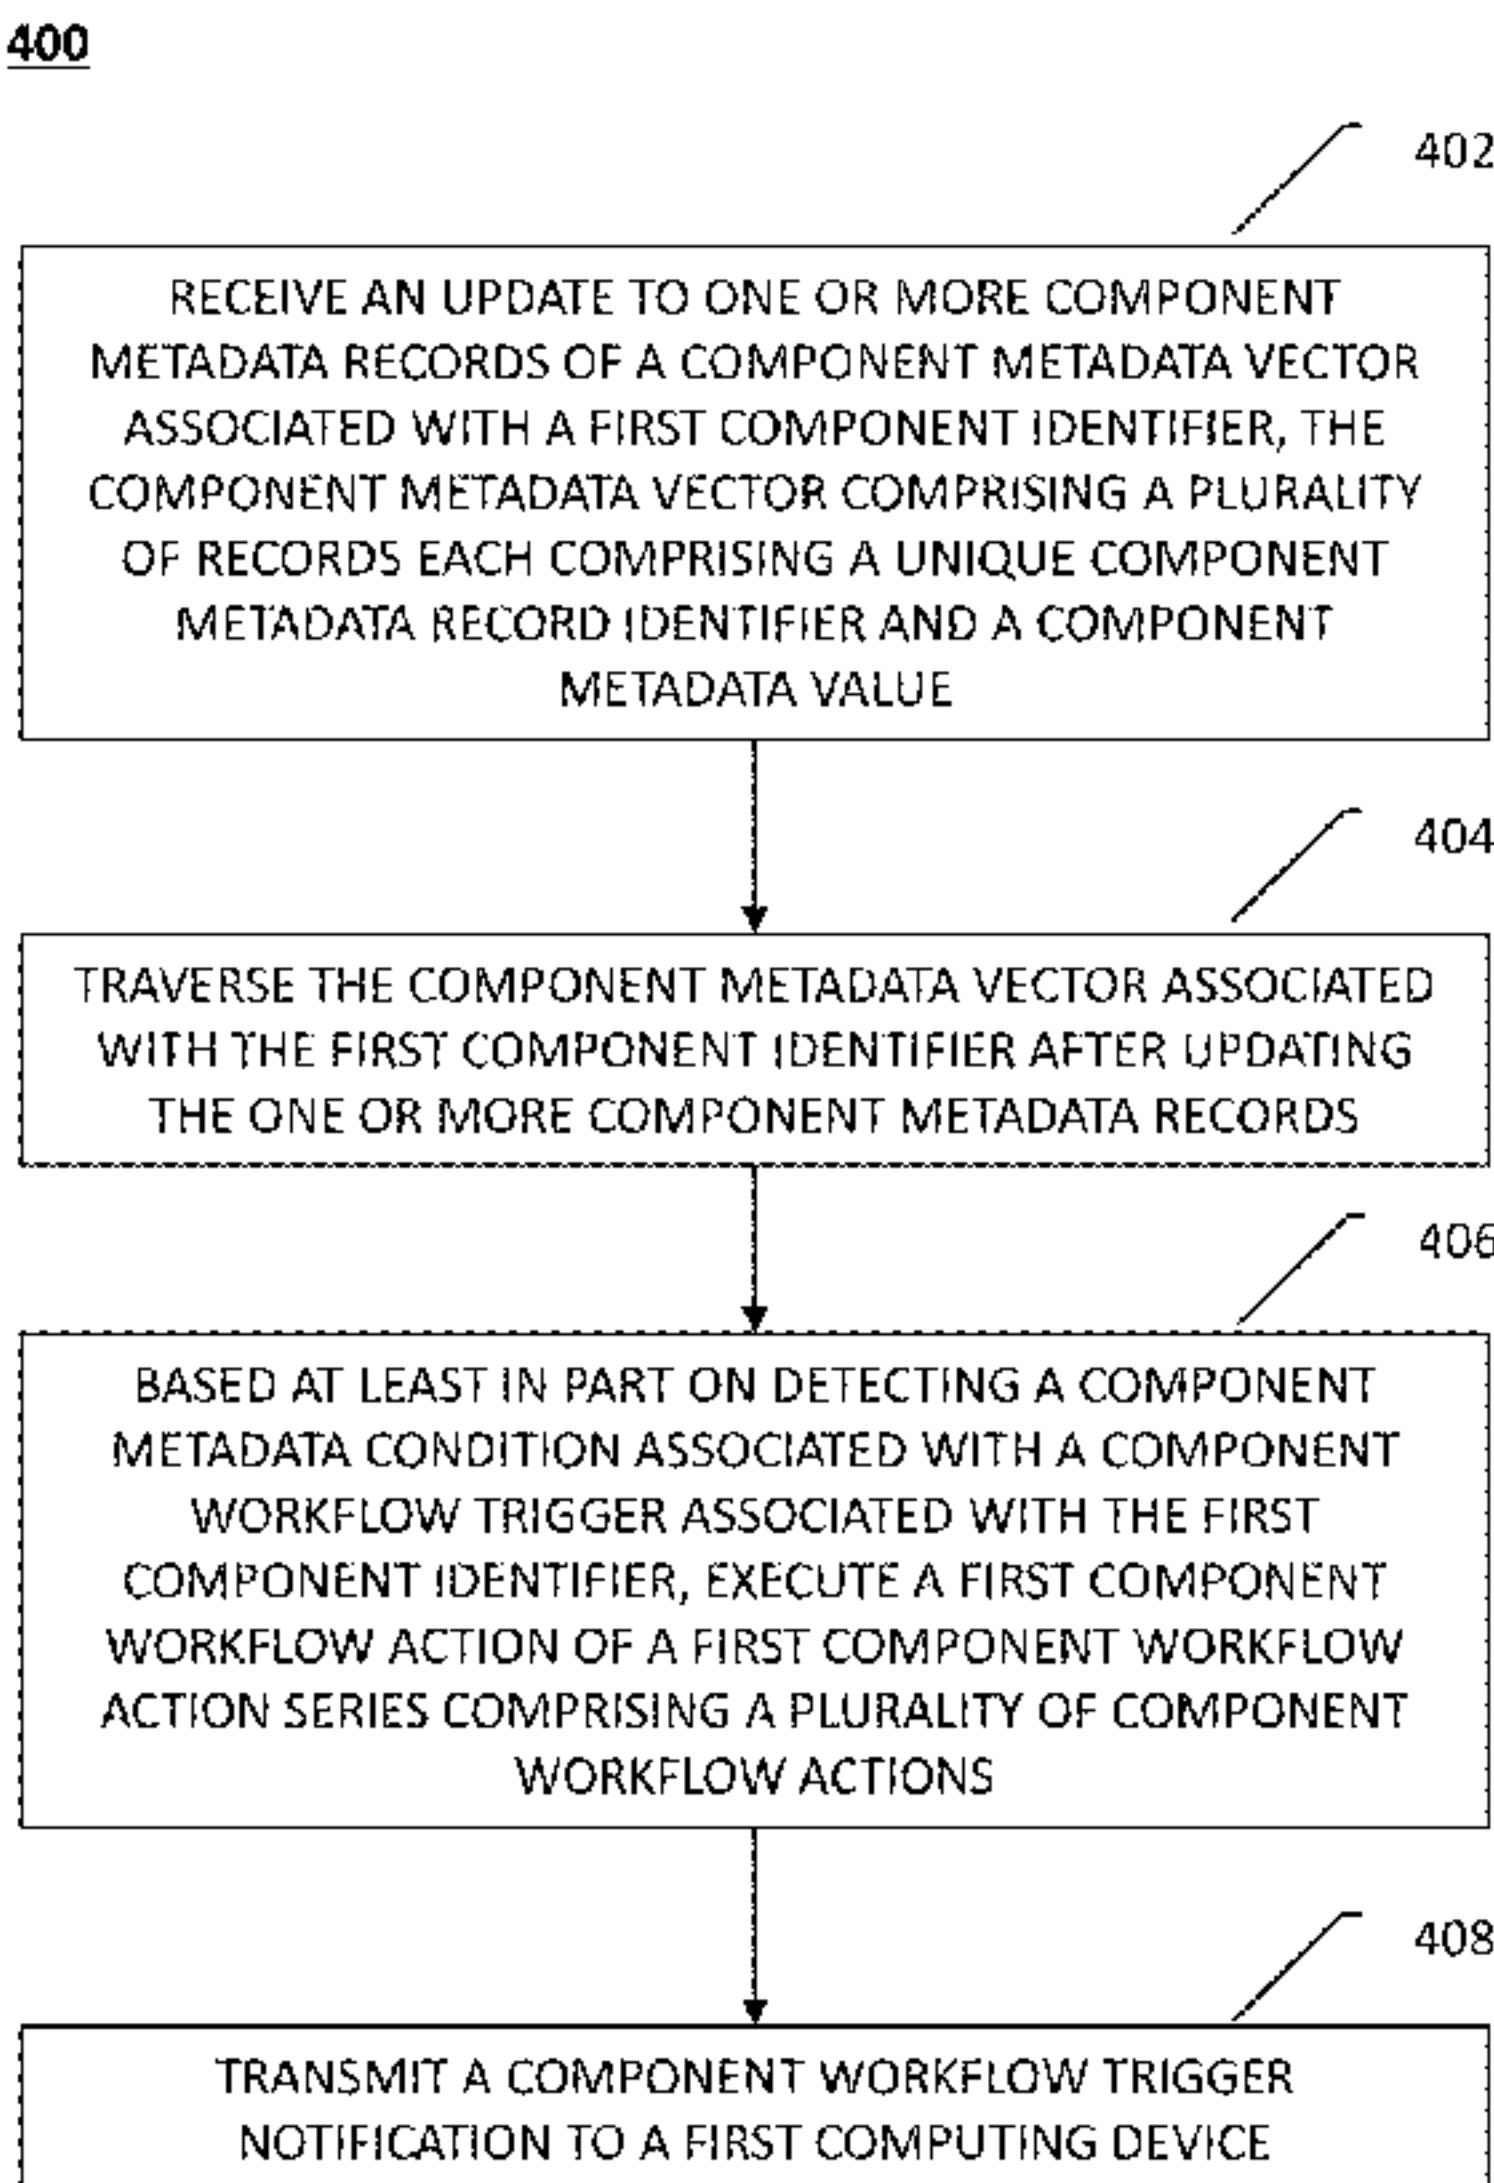 400
402
RECEIVE AN UPDATE TO ONE OR MORE COMPONENT
METADATA RECORDS OF A COMPONENT METADATA VECTOR
ASSOCIATED WITH A FIRST COMPONENT IDENTIFIER, THE
COMPONENT METADATA VECTOR COMPRISING A PLURALITY
OF RECORDS EACH COMPRISING A UNIQUE COMPONENT
METADATA RECORD IDENTIFIER AND A COMPONENT
METADATA VALUE
404
TRAVERSE THE COMPONENT METADATA VECTOR ASSOCIATED
WITH THE FIRST COMPONENT IDENTIFIER AFTER UPDATING
THE ONE OR MORE COMPONENT METADATA RECORDS
406
BASED AT LEAST IN PART ON DETECTING A COMPONENT
METADATA CONDITION ASSOCIATED WITH A COMPONENT
WORKFLOW TRIGGER ASSOCIATED WITH THE FIRST
COMPONENT IDENTIFIER, EXECUTE A FIRST COMPONENT
WORKFLOW ACTION OF A FIRST COMPONENT WORKFLOW
ACTION SERIES COMPRISING A PLURALITY OF COMPONENT
WORKFLOW ACTIONS
408
TRANSMIT A COMPONENT WORKFLOW TRIGGER
NOTIFICATION TO A FIRST COMPUTING DEVICE